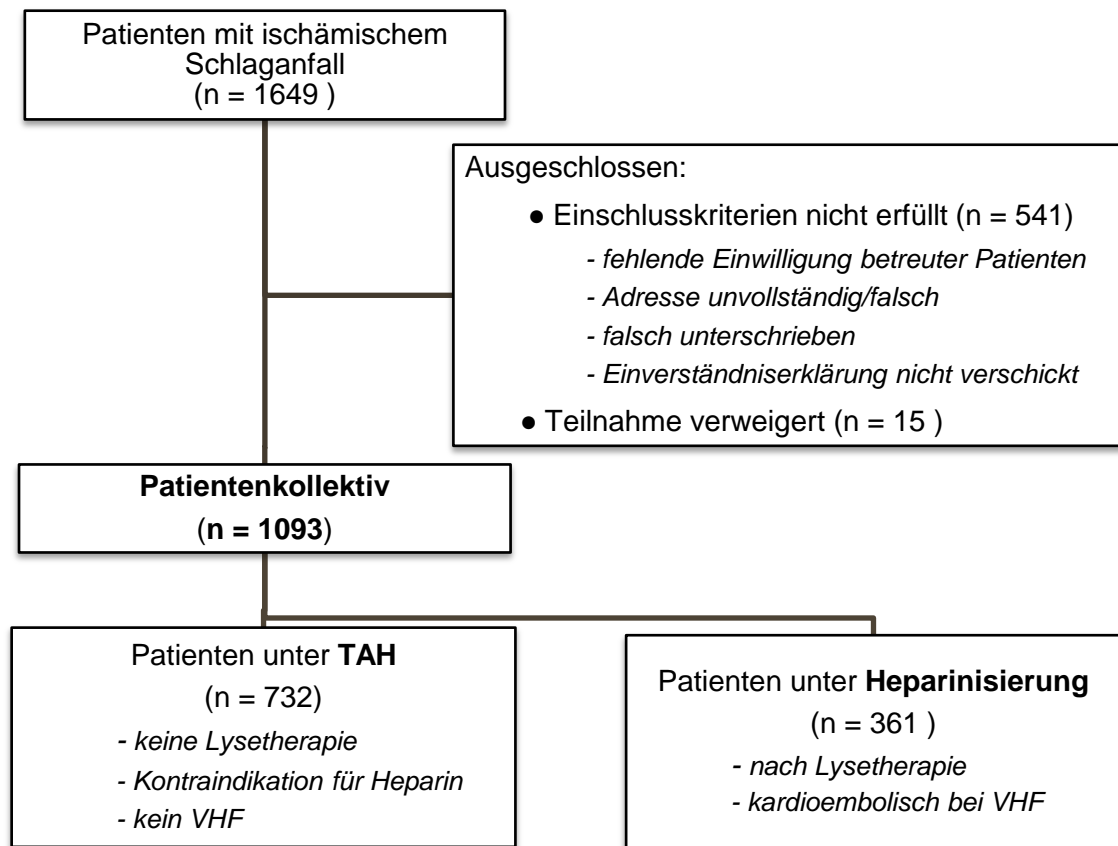 Patienten mit ischämischem
Schlaganfall
(n = 1649 )
Ausgeschlossen:
● Einschlusskriterien nicht erfüllt (n = 541)
- fehlende Einwilligung betreuter Patienten
- Adresse unvollständig/falsch
- falsch unterschrieben
- Einverständniserklärung nicht verschickt
● Teilnahme verweigert (n = 15 )
Patientenkollektiv
(n = 1093)
Patienten unter TAH
(n = 732)
- keine Lysetherapie
- Kontraindikation für Heparin
- kein VHF
Patienten unter Heparinisierung
(n = 361 )
- nach Lysetherapie
- kardioembolisch bei VHF